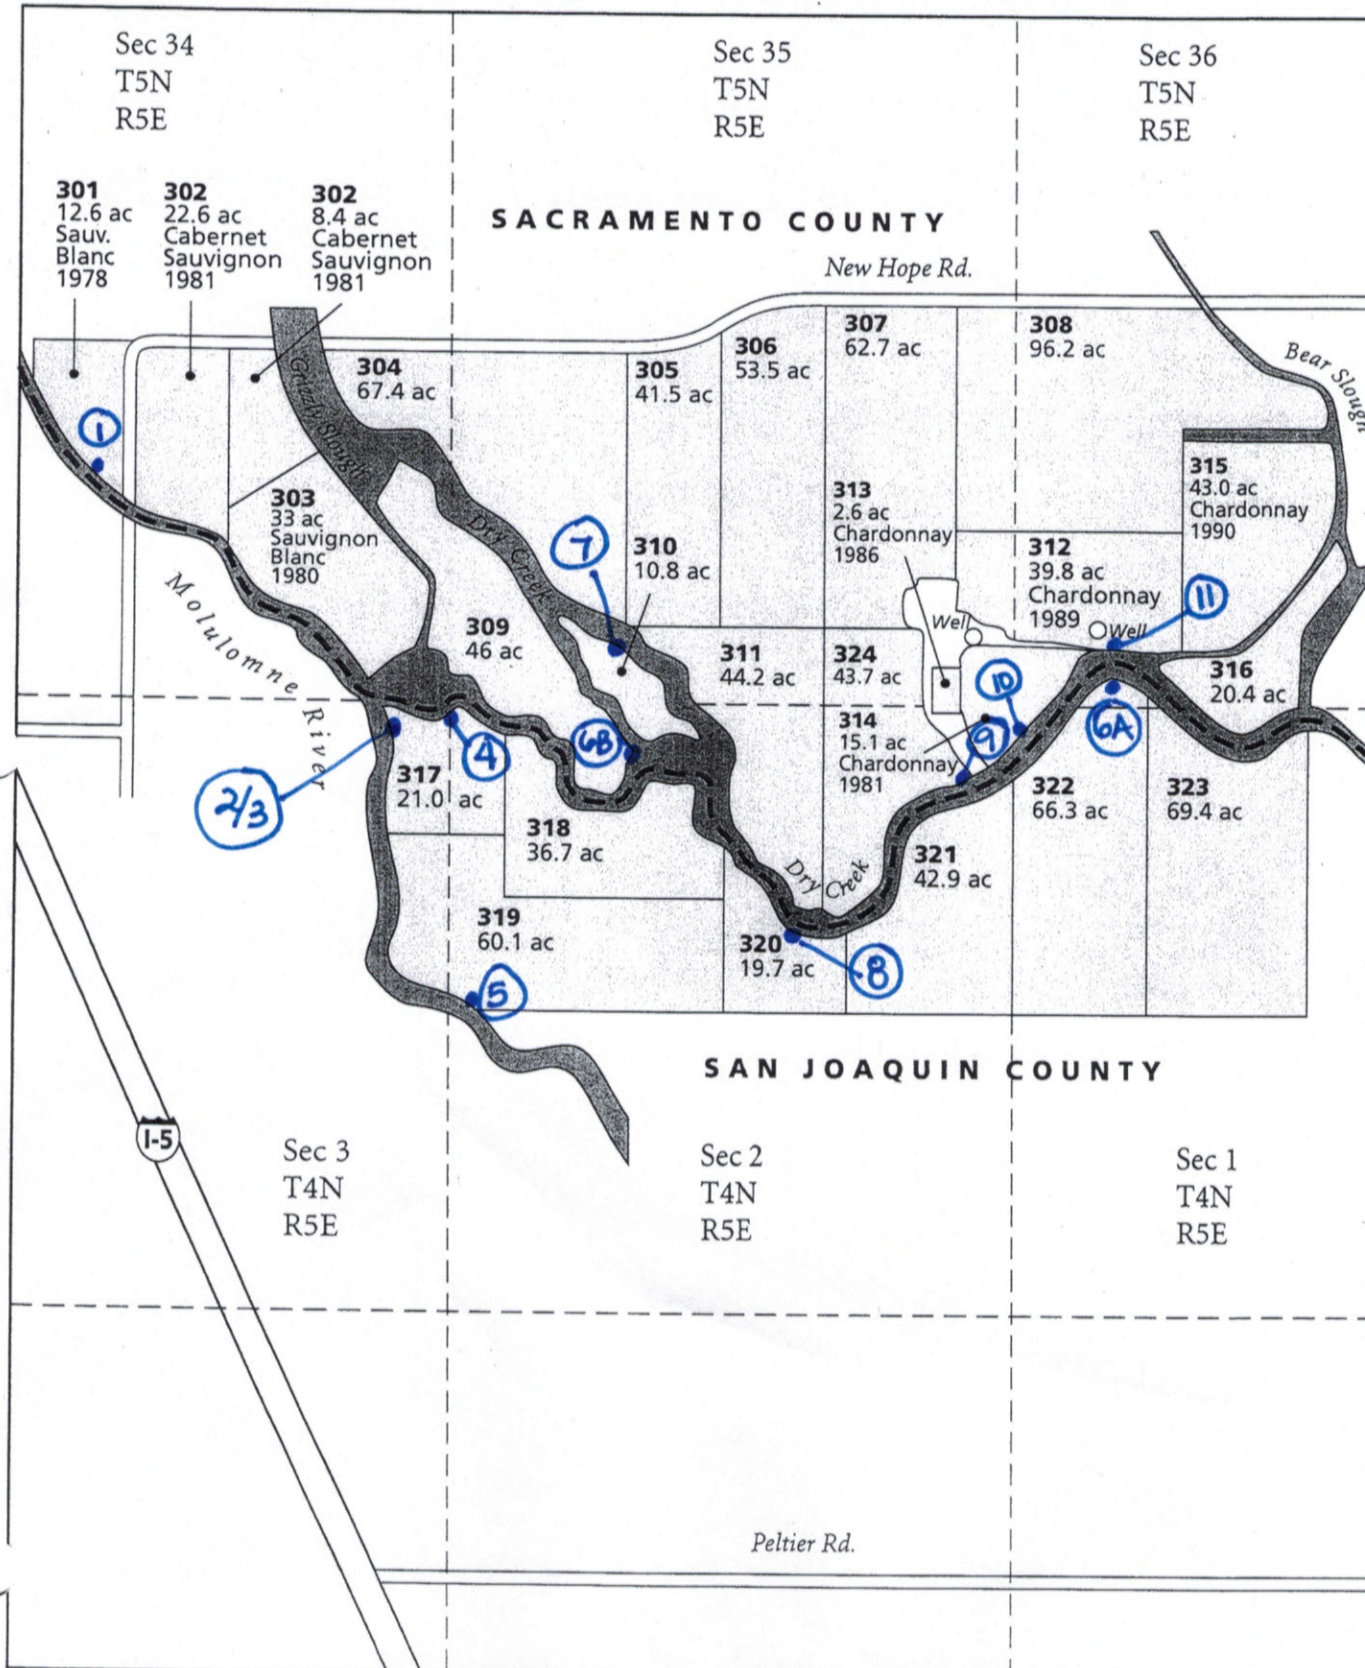 Sec 34
T5N
R5E
Sec 35
T5N
R5E
Sec 36
T5N
R5E
301
12.6 ac
Sauv.
Blanc
1978
302
22.6 ac
Cabernet
Sauvignon
1981
302
8.4 ac
Cabernet
Sauvignon
1981
SACRAMENTO COUNTY
New Hope Rd.
304
67.4 ac
305
41.5 ac
306
53.5 ac
307
62.7 ac
308
96.2 ac
Bear Slough
Grizzly Slough
1
303
33 ac
Sauvignon
Blanc
1980
Dry Creek
7
310
10.8 ac
313
2.6 ac
Chardonnay
1986
315
43.0 ac
Chardonnay
1990
312
39.8 ac
Chardonnay
1989
11
Well
Well
Molulomne River
309
46 ac
311
44.2 ac
324
43.7 ac
316
20.4 ac
10
9
6A
6B
4
2/3
314
15.1 ac
Chardonnay
1981
317
21.0 ac
318
36.7 ac
322
66.3 ac
323
69.4 ac
Dry Creek
321
42.9 ac
319
60.1 ac
320
19.7 ac
8
5
SAN JOAQUIN COUNTY
I-5
Sec 3
T4N
R5E
Sec 2
T4N
R5E
Sec 1
T4N
R5E
Peltier Rd.